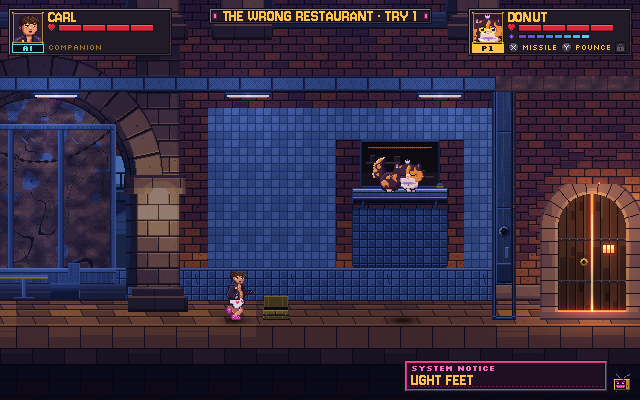 CARL
AI COMPANION
THE WRONG RESTAURANT · TRY 1
DONUT
P1 X MISSILE Y POUNCE
SYSTEM NOTICE
LIGHT FEET